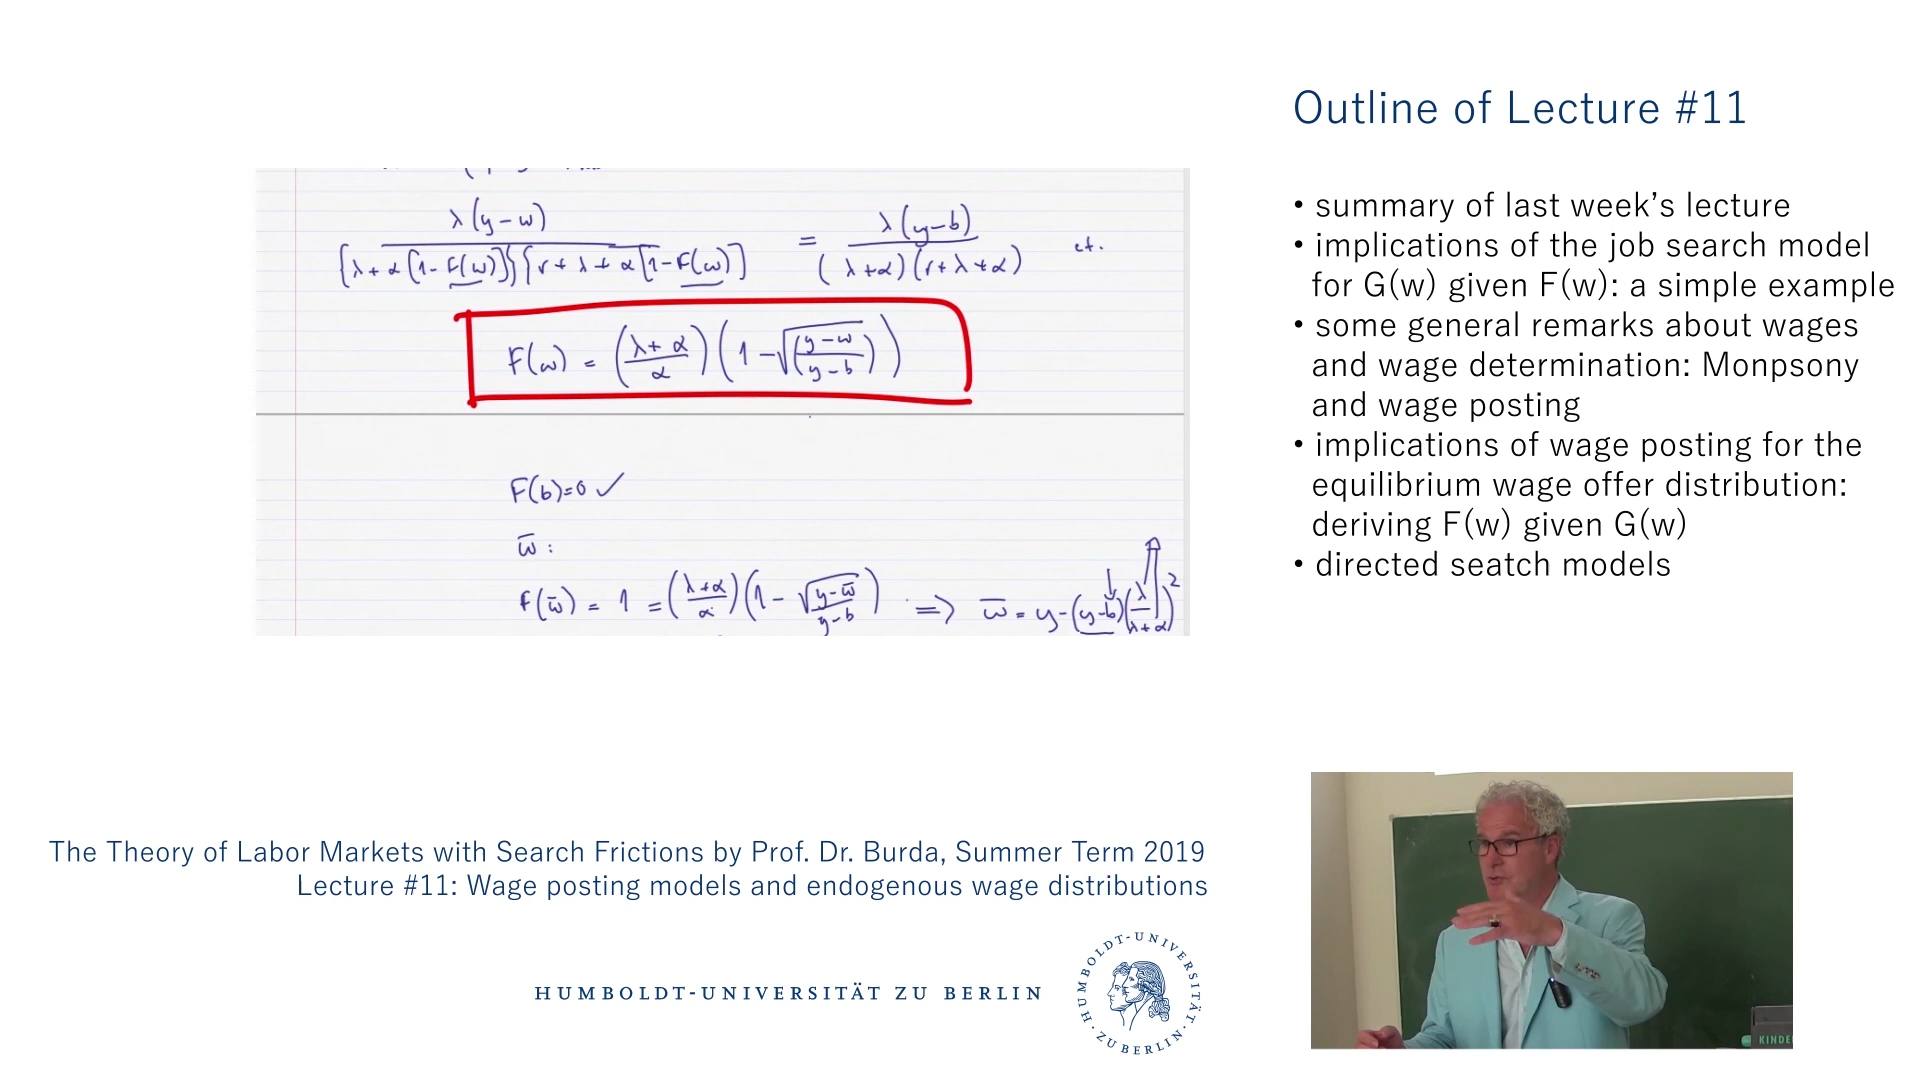 Outline of Lecture #11
• summary of last week's lecture
• implications of the job search model
for G(w) given F(w): a simple example
• some general remarks about wages
and wage determination: Monpsony
and wage posting
• implications of wage posting for the
equilibrium wage offer distribution:
deriving F(w) given G(w)
• directed seatch models
λ(y-w) / {λ+α[1-F(w)]}{r+λ+α[1-F(w)]} = λ(y-b) / (λ+α)(r+λ+α)
F(w) = ((λ+α)/α)(1-√((y-w)/(y-b)))
F(b)=0 ✓
w̅ :
F(w̅) = 1 = ((λ+α)/α)(1-√((y-w̅)/(y-b))) ⇒ w̅ = y-(y-b)(λ/(λ+α))²
The Theory of Labor Markets with Search Frictions by Prof. Dr. Burda, Summer Term 2019
Lecture #11: Wage posting models and endogenous wage distributions
HUMBOLDT-UNIVERSITÄT ZU BERLIN
HUMBOLDT-UNIVERSITÄT · ZU BERLIN ·